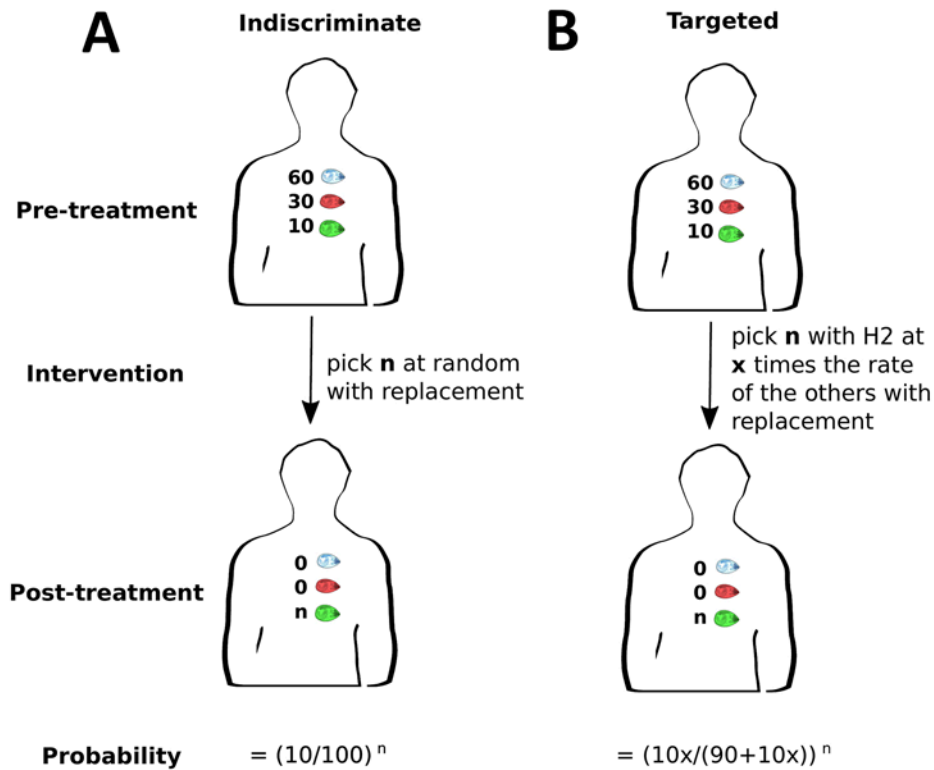 A
Indiscriminate
B
Targeted
Pre-treatment
60
30
10
60
30
10
Intervention
pick n at random
with replacement
pick n with H2 at
x times the rate
of the others with
replacement
Post-treatment
0
0
n
0
0
n
Probability
= (10/100) n
= (10x/(90+10x)) n